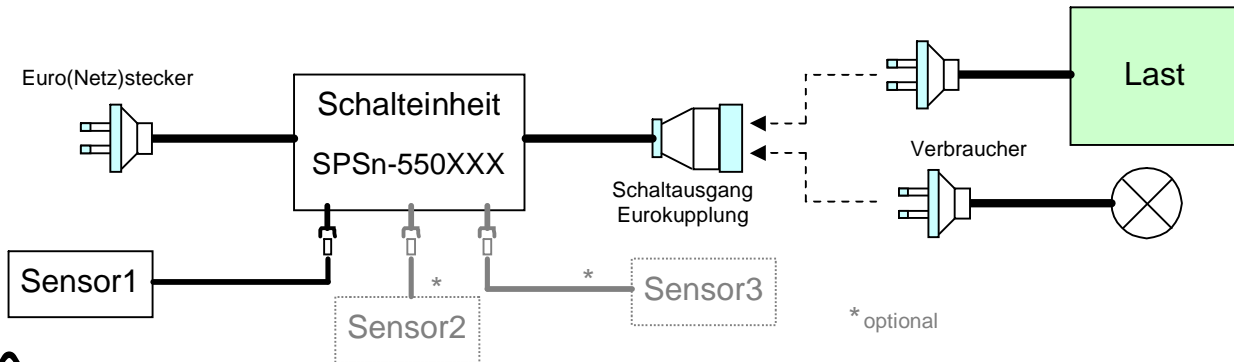 Euro(Netz)stecker
Schalteinheit
SPSn-550XXX
Schaltausgang
Eurokupplung
Last
Verbraucher
Sensor1
*
Sensor2
*
Sensor3
* optional